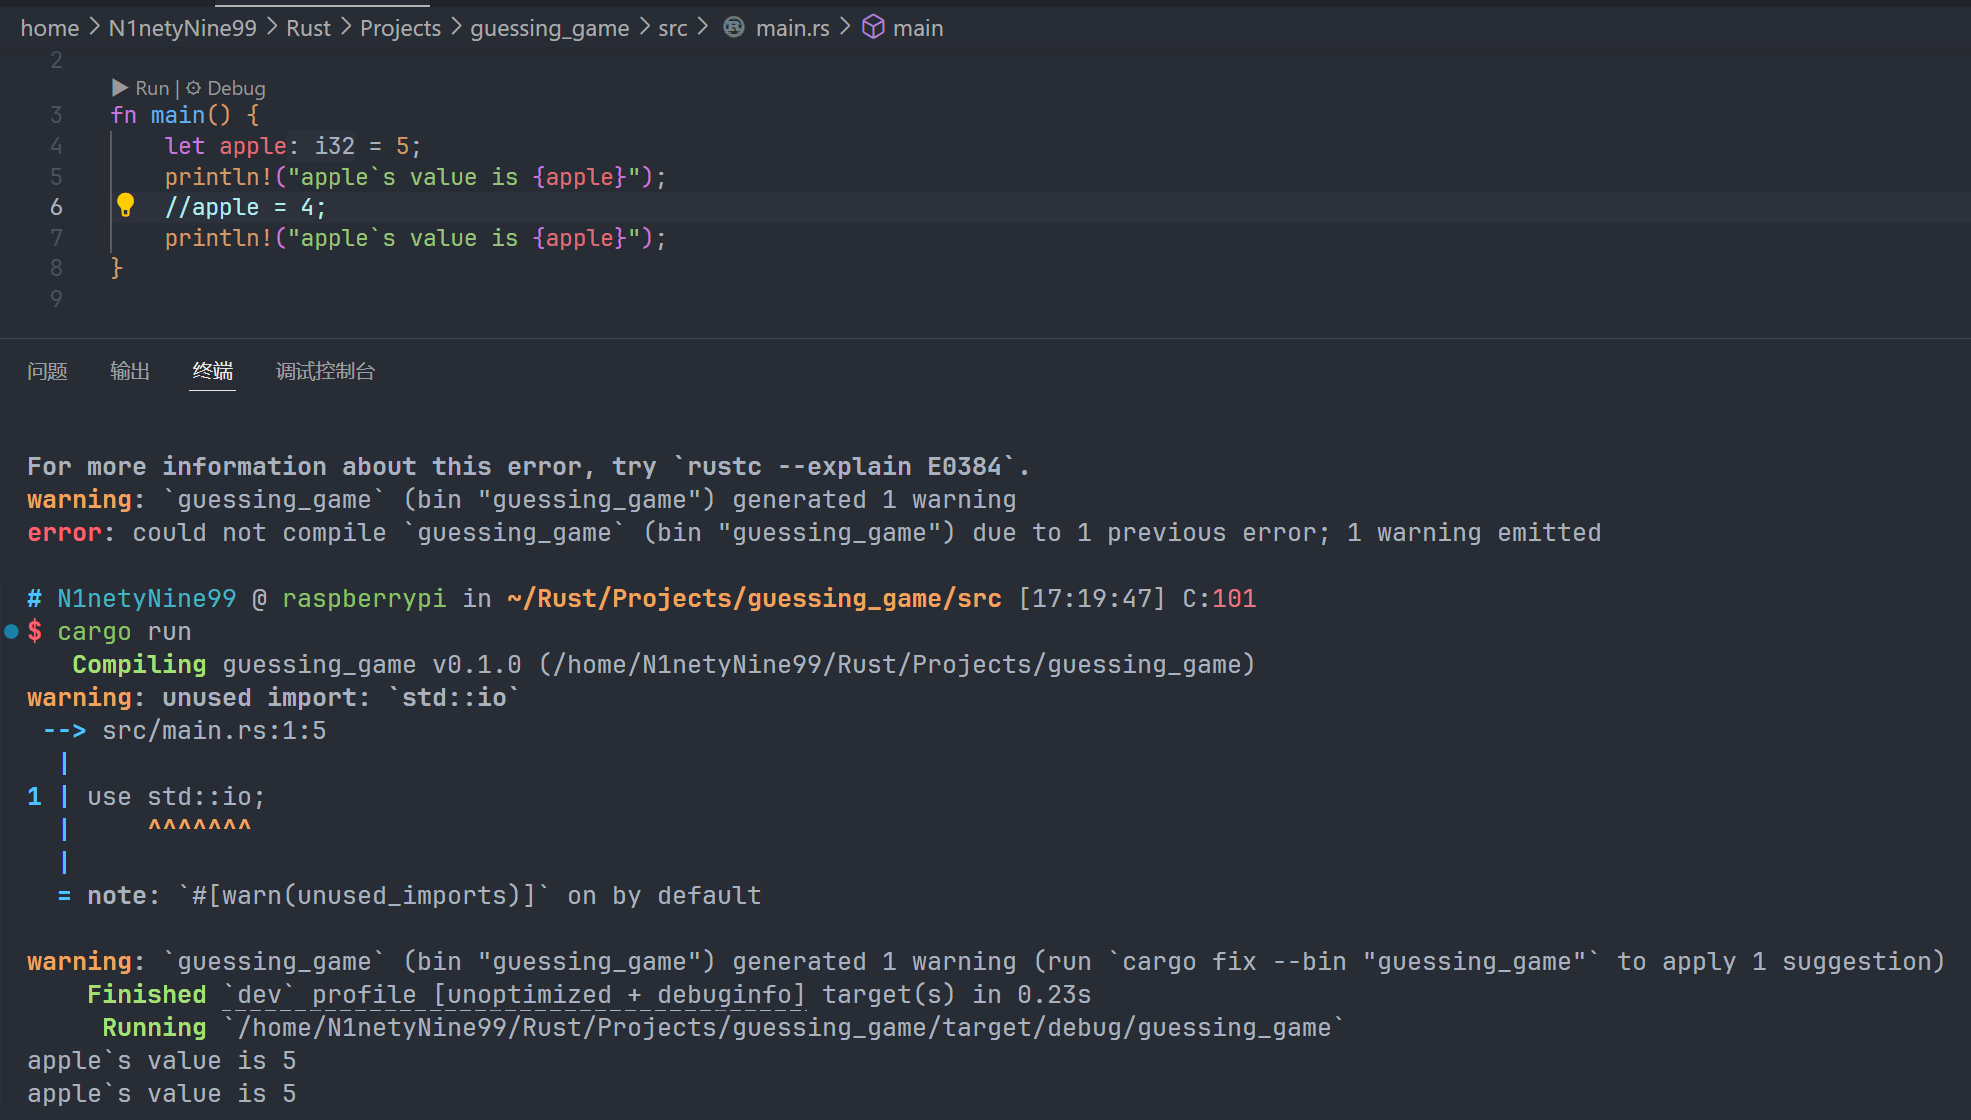 home > N1netyNine99 > Rust > Projects > guessing_game > src > main.rs > main
2
Run | Debug
3 fn main() {
4     let apple: i32 = 5;
5     println!("apple`s value is {apple}");
6     //apple = 4;
7     println!("apple`s value is {apple}");
8 }
9
问题 输出 终端 调试控制台
For more information about this error, try `rustc --explain E0384`.
warning: `guessing_game` (bin "guessing_game") generated 1 warning
error: could not compile `guessing_game` (bin "guessing_game") due to 1 previous error; 1 warning emitted
# N1netyNine99 @ raspberrypi in ~/Rust/Projects/guessing_game/src [17:19:47] C:101
$ cargo run
   Compiling guessing_game v0.1.0 (/home/N1netyNine99/Rust/Projects/guessing_game)
warning: unused import: `std::io`
 --> src/main.rs:1:5
  |
1 | use std::io;
  |     ^^^^^^^
  |
  = note: `#[warn(unused_imports)]` on by default
warning: `guessing_game` (bin "guessing_game") generated 1 warning (run `cargo fix --bin "guessing_game"` to apply 1 suggestion)
    Finished `dev` profile [unoptimized + debuginfo] target(s) in 0.23s
     Running `/home/N1netyNine99/Rust/Projects/guessing_game/target/debug/guessing_game`
apple`s value is 5
apple`s value is 5